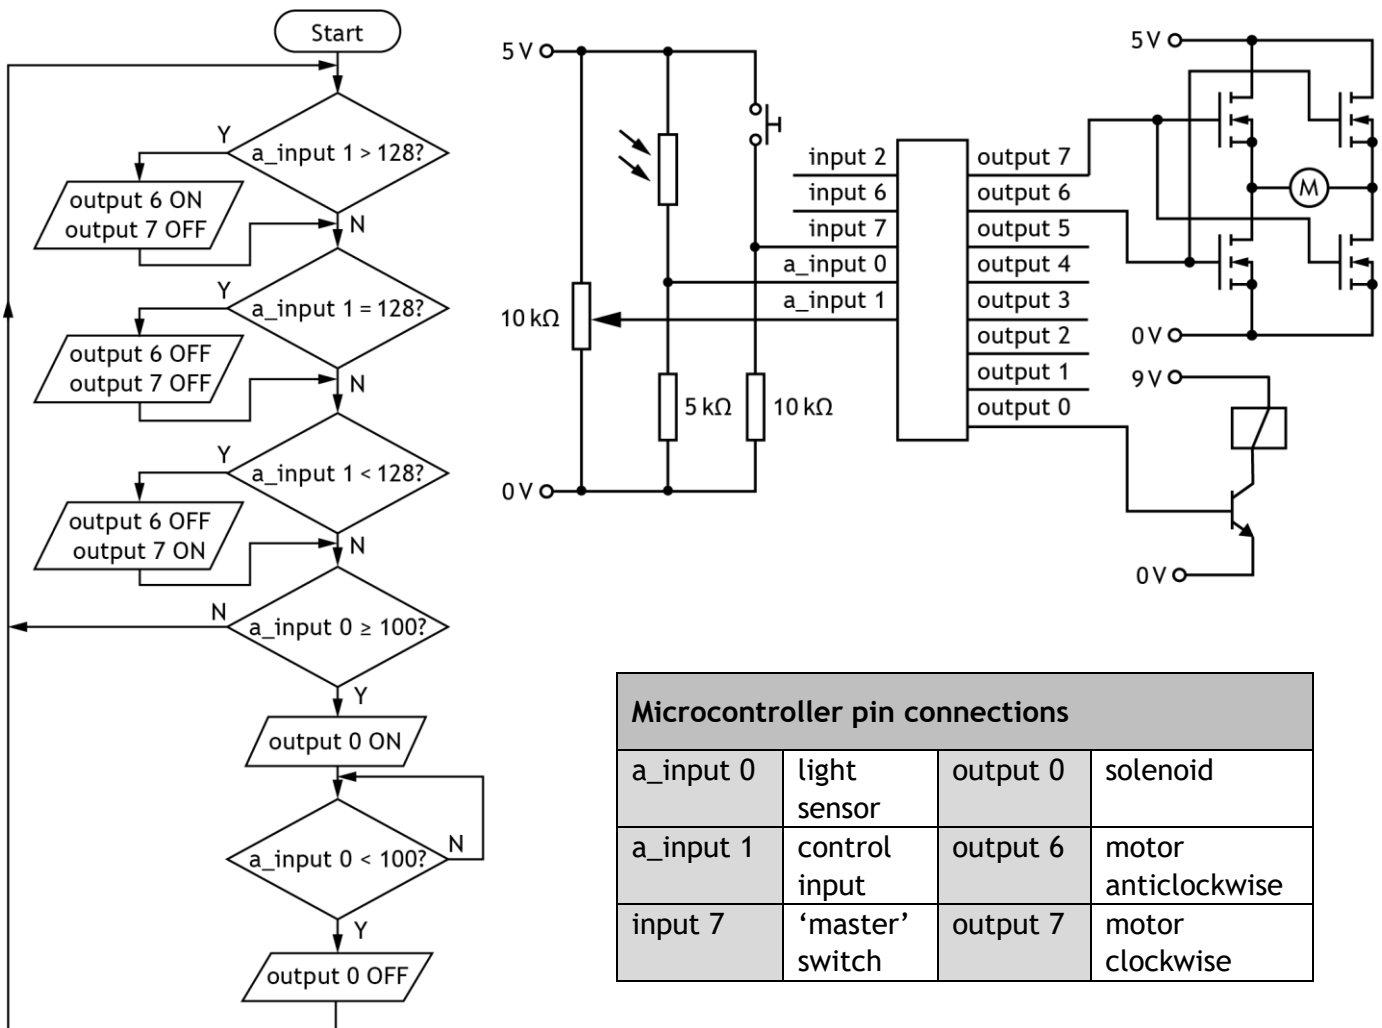 Start
Y
a_input 1 > 128?
output 6 ON
output 7 OFF
N
Y
a_input 1 = 128?
output 6 OFF
output 7 OFF
N
Y
a_input 1 < 128?
output 6 OFF
output 7 ON
N
N
a_input 0 ≥ 100?
Y
output 0 ON
a_input 0 < 100?
N
Y
output 0 OFF
5 V
10 kΩ
5 kΩ
10 kΩ
0 V
input 2
input 6
input 7
a_input 0
a_input 1
output 7
output 6
output 5
output 4
output 3
output 2
output 1
output 0
5 V
M
0 V
9 V
0 V
Microcontroller pin connections
a_input 0
light
sensor
output 0
solenoid
a_input 1
control
input
output 6
motor
anticlockwise
input 7
‘master’
switch
output 7
motor
clockwise